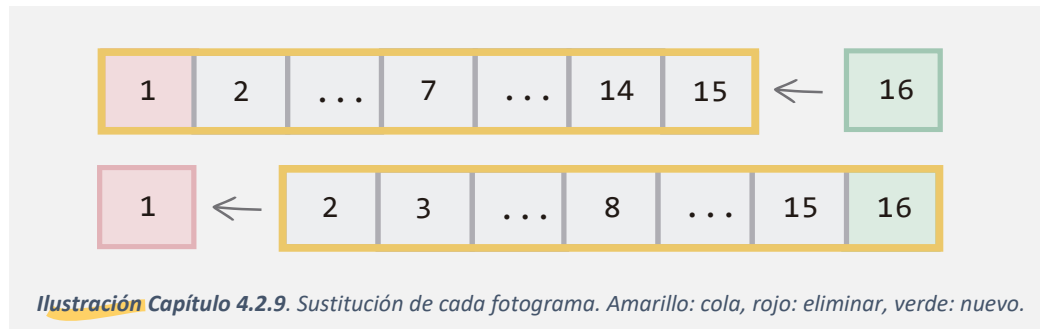 1 2 ... 7 ... 14 15 16
1 2 3 ... 8 ... 15 16
Ilustración Capítulo 4.2.9. Sustitución de cada fotograma. Amarillo: cola, rojo: eliminar, verde: nuevo.